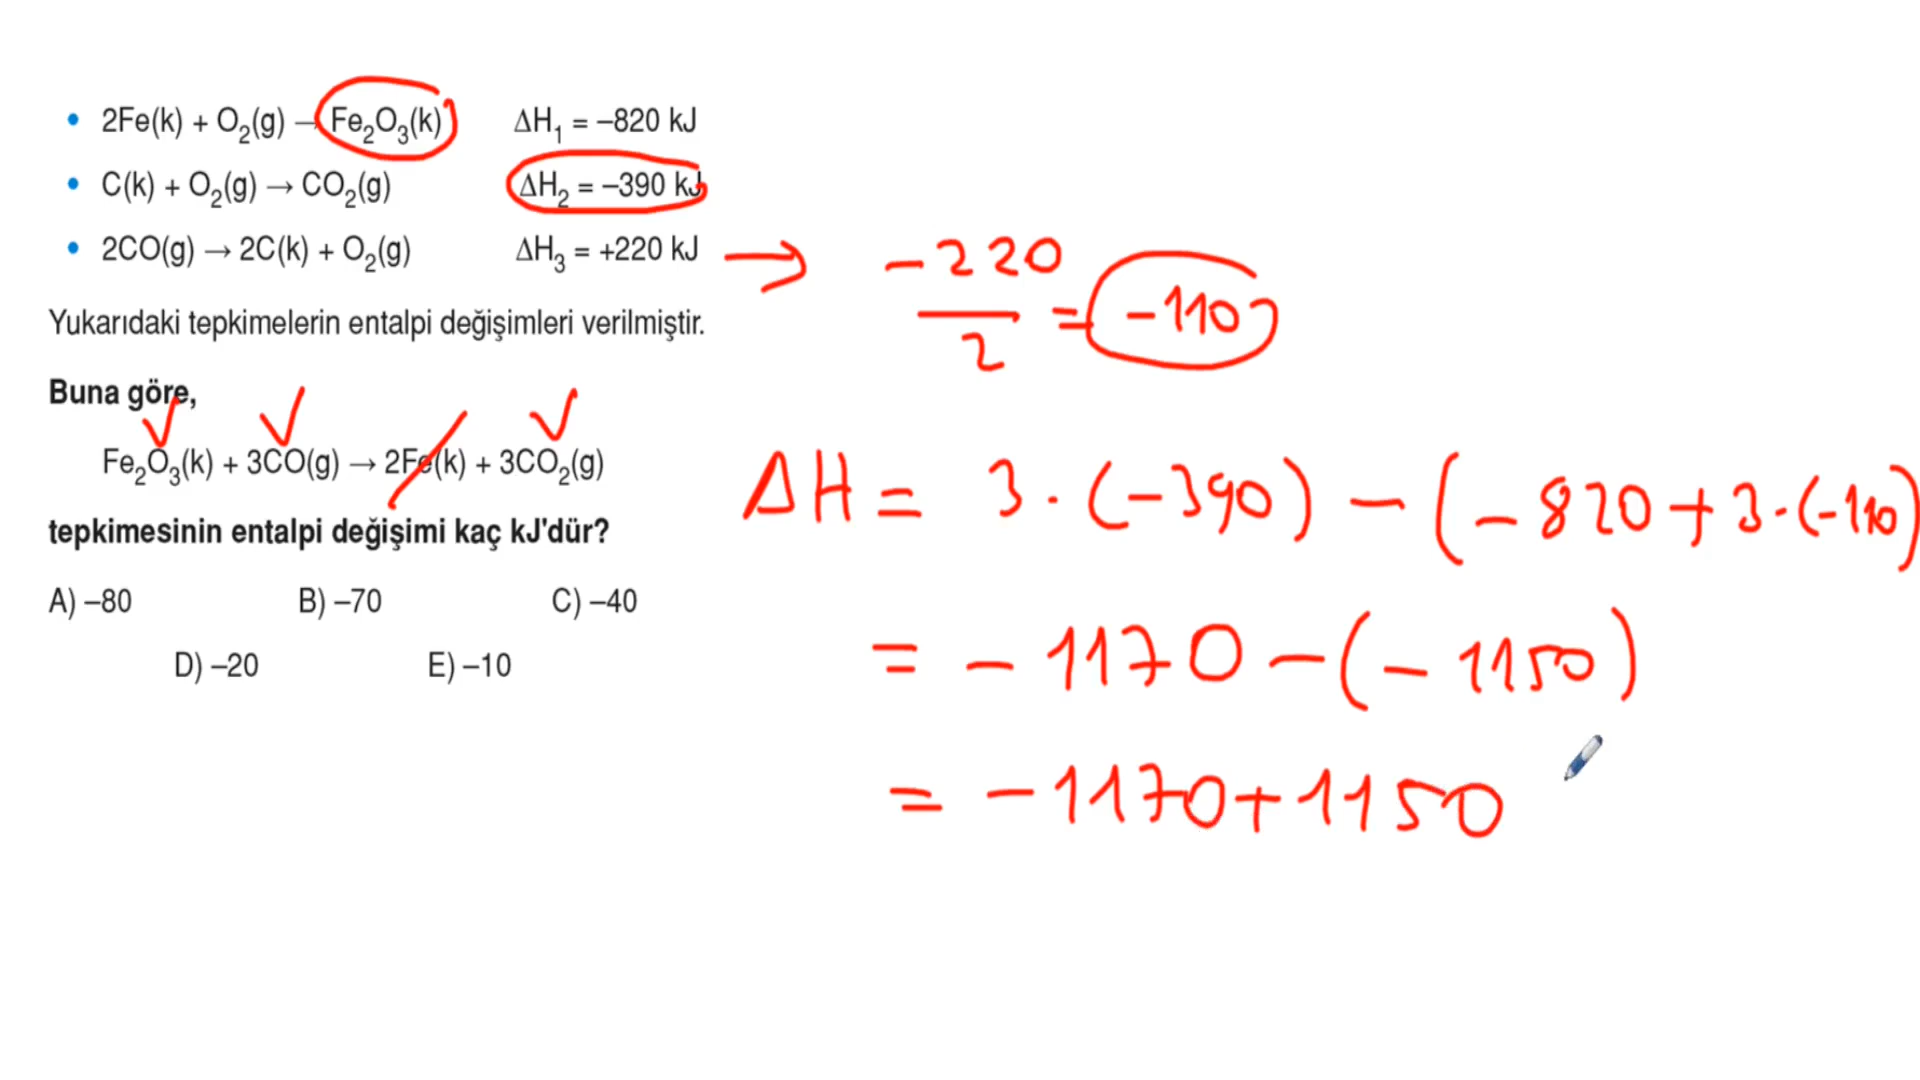 • 2Fe(k) + O₂(g) → Fe₂O₃(k) ΔH₁ = –820 kJ
• C(k) + O₂(g) → CO₂(g) ΔH₂ = –390 kJ
• 2CO(g) → 2C(k) + O₂(g) ΔH₃ = +220 kJ → -220
/2 = -110
Yukarıdaki tepkimelerin entalpi değişimleri verilmiştir.
Buna göre,
Fe₂O₃(k) + 3CO(g) → 2Fe(k) + 3CO₂(g)
tepkimesinin entalpi değişimi kaç kJ'dür?
A) –80 B) –70 C) –40
D) –20 E) –10
ΔH = 3 · (-390) - (-820 + 3 · (-110)
= -1170 - (-1150)
= -1170 + 1150